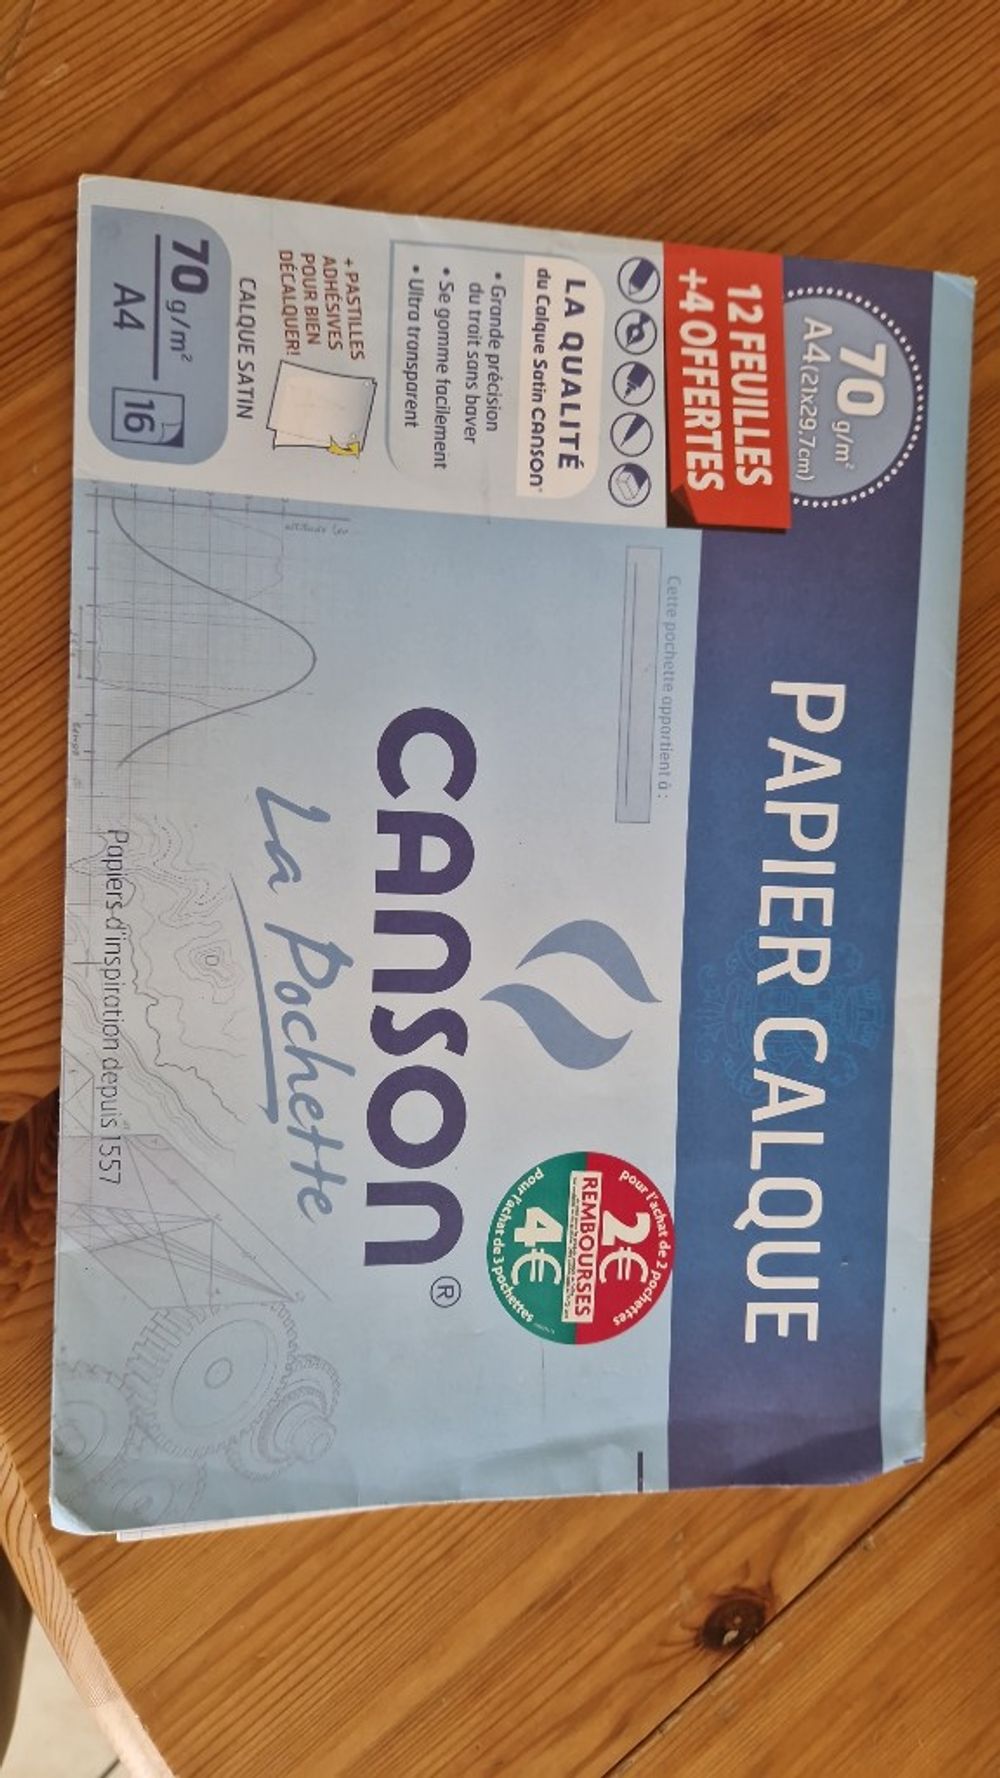 70 g/m²
A4(21x29,7cm)
12 FEUILLES
+4 OFFERTES
LA QUALITÉ
du Calque Satin CANSON®
• Grande précision
du trait sans baver
• Se gomme facilement
• Ultra transparent
+ PASTILLES
ADHÉSIVES
POUR BIEN
DÉCALQUER!
CALQUE SATIN
70 g/m²
A4
16
PAPIER CALQUE
Cette pochette appartient à :
pour l'achat de 2 pochettes
2€
REMBOURSES
4€
pour l'achat de 3 pochettes
CANSON®
La Pochette
Papiers d'inspiration depuis 1557